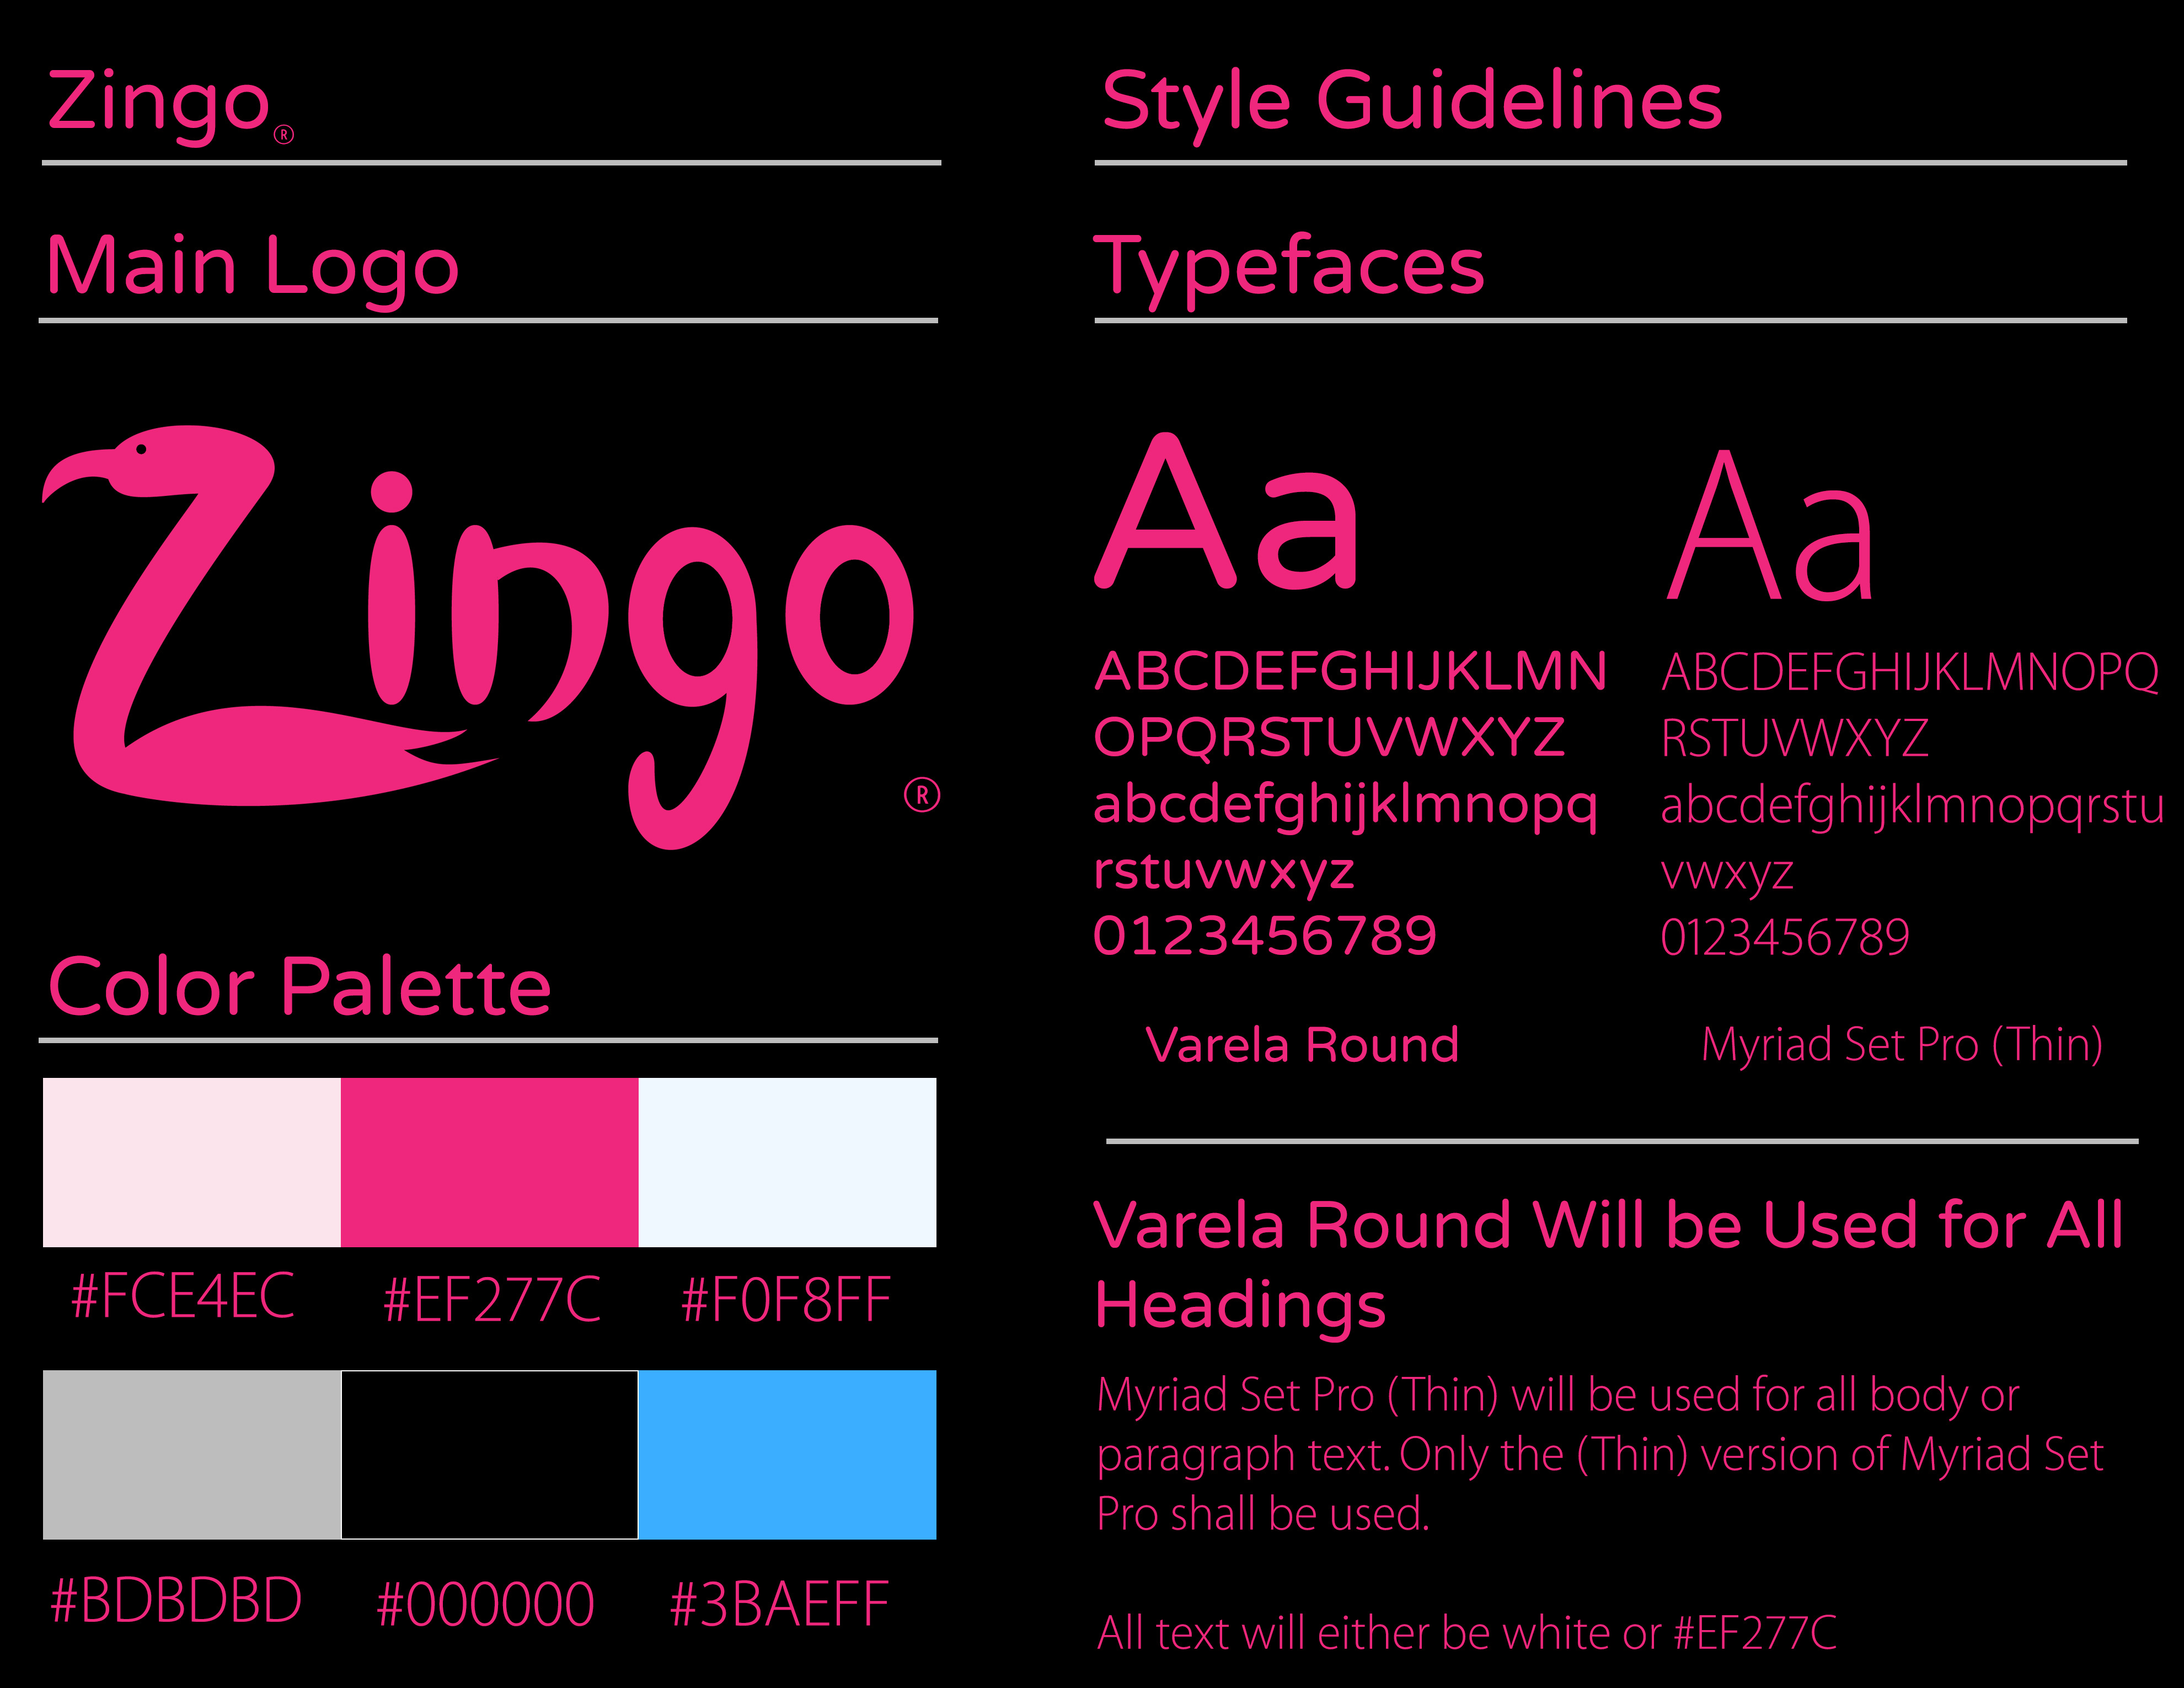 Zingo®
Main Logo
Zingo
®
Color Palette
#FCE4EC #EF277C #F0F8FF
#BDBDBD #000000 #3BAEFF
Style Guidelines
Typefaces
Aa
ABCDEFGHIJKLMN
OPQRSTUVWXYZ
abcdefghijklmnopq
rstuvwxyz
0123456789
Varela Round
Aa
ABCDEFGHIJKLMNOPQ
RSTUVWXYZ
abcdefghijklmnopqrstu
vwxyz
0123456789
Myriad Set Pro (Thin)
Varela Round Will be Used for All
Headings
Myriad Set Pro (Thin) will be used for all body or
paragraph text. Only the (Thin) version of Myriad Set
Pro shall be used.
All text will either be white or #EF277C